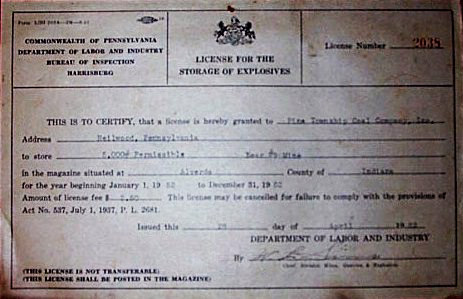 COMMONWEALTH OF PENNSYLVANIA
DEPARTMENT OF LABOR AND INDUSTRY
BUREAU OF INSPECTION
HARRISBURG
LICENSE FOR THE
STORAGE OF EXPLOSIVES
License Number 2038
THIS IS TO CERTIFY, that a license is hereby granted to Pine Township Coal Company, Inc.
Address Heilwood, Pennsylvania
to store 5,000# Permissible Near #9 Mine
in the magazine situated at Alverda County of Indiana
for the year beginning January 1, 1952 to December 31, 1952
Amount of license fee $ 2.50 This license may be cancelled for failure to comply with the provisions of
Act No. 537, July 1, 1937, P. L. 2681.
Issued this day of April 1952
DEPARTMENT OF LABOR AND INDUSTRY
By
(THIS LICENSE IS NOT TRANSFERABLE)
(THIS LICENSE SHALL BE POSTED IN THE MAGAZINE)